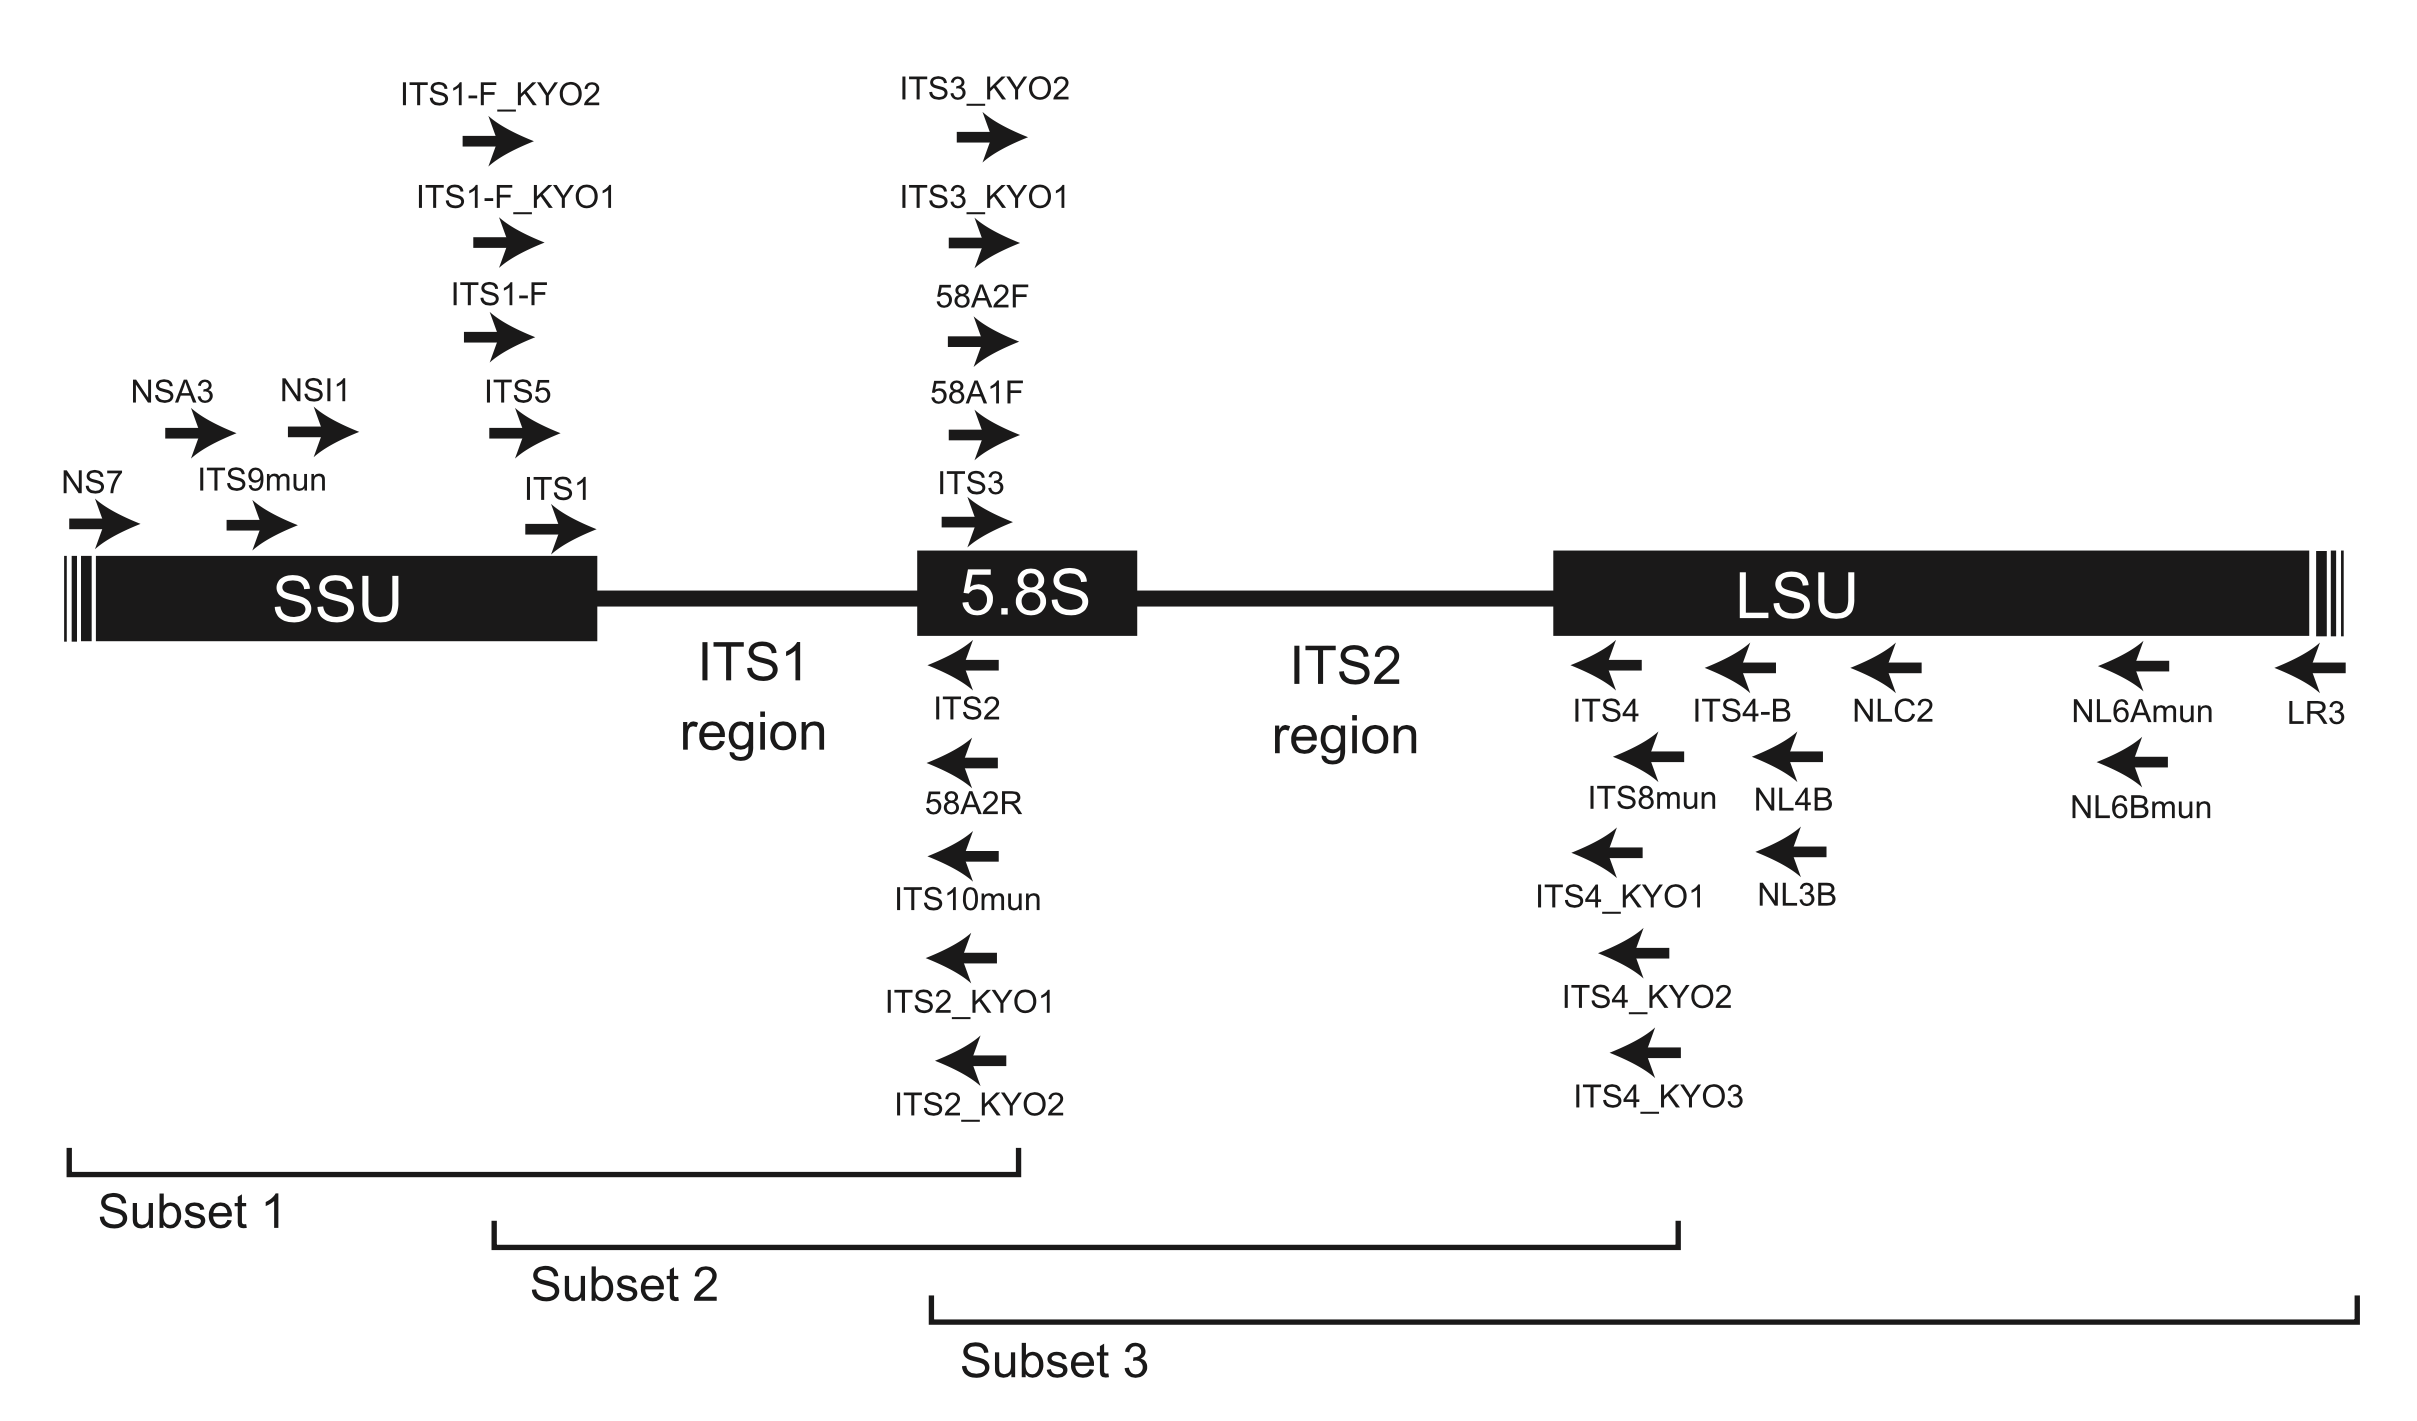 ITS1-F_KYO2
ITS3_KYO2
ITS1-F_KYO1
ITS3_KYO1
ITS1-F
58A2F
NSA3
NSI1
ITS5
58A1F
NS7
ITS9mun
ITS1
ITS3
SSU
5.8S
LSU
ITS1
region
ITS2
region
ITS2
ITS4
ITS4-B
NLC2
NL6Amun
LR3
58A2R
ITS8mun
NL4B
NL6Bmun
ITS10mun
ITS4_KYO1
NL3B
ITS2_KYO1
ITS4_KYO2
ITS2_KYO2
ITS4_KYO3
Subset 1
Subset 2
Subset 3